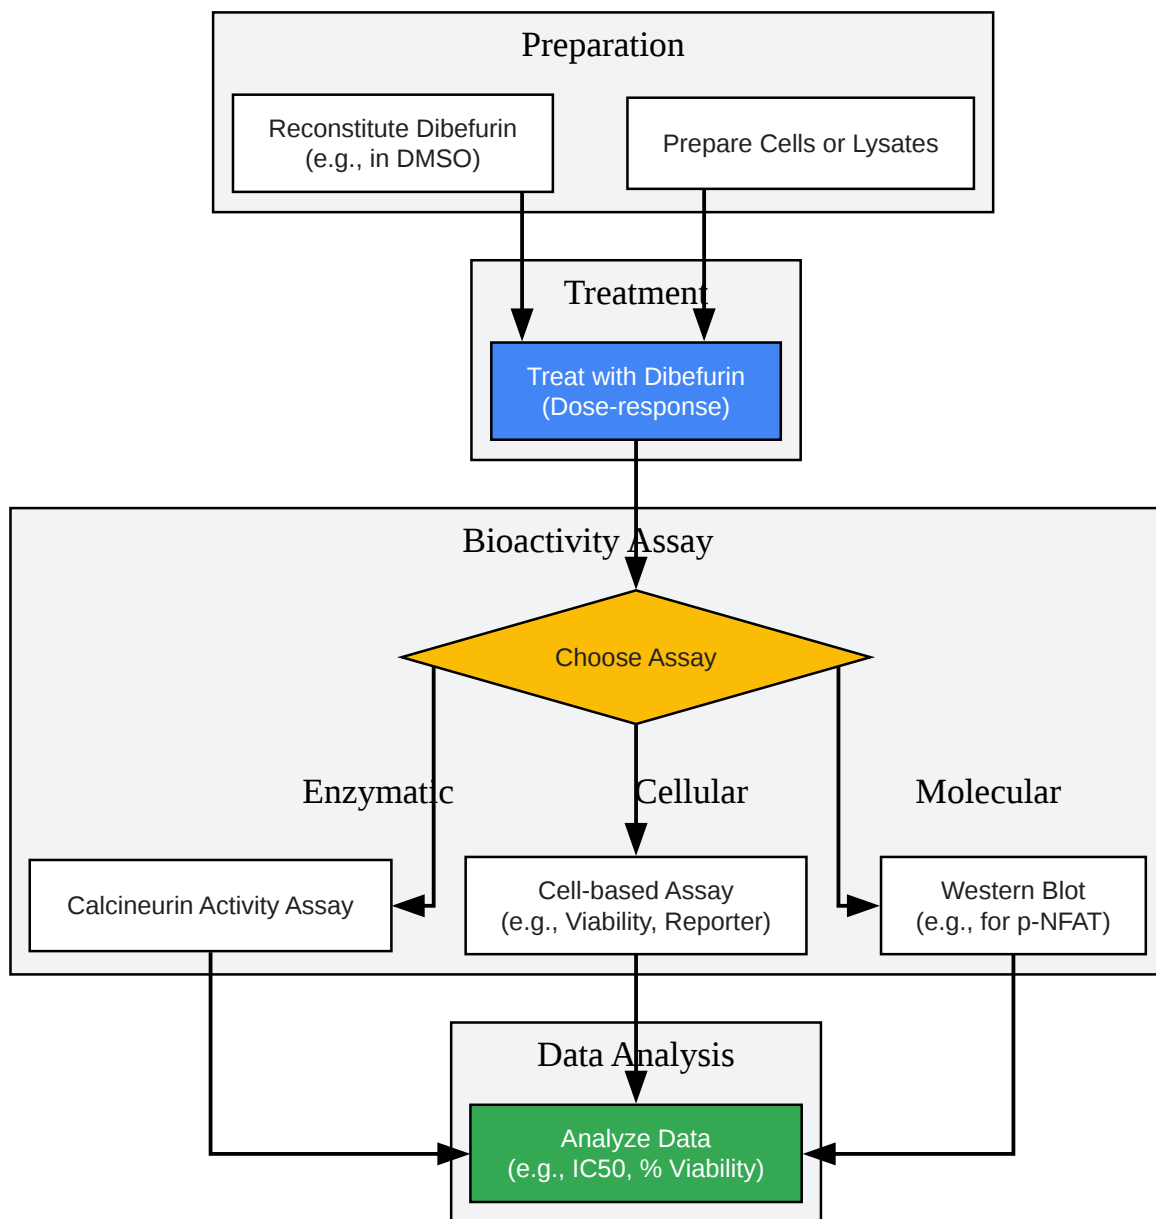 Preparation
Reconstitute Dibefurin
(e.g., in DMSO)
Prepare Cells or Lysates
Treatment
Treat with Dibefurin
(Dose-response)
Bioactivity Assay
Choose Assay
Enzymatic
Cellular
Molecular
Calcineurin Activity Assay
Cell-based Assay
(e.g., Viability, Reporter)
Western Blot
(e.g., for p-NFAT)
Data Analysis
Analyze Data
(e.g., IC50, % Viability)